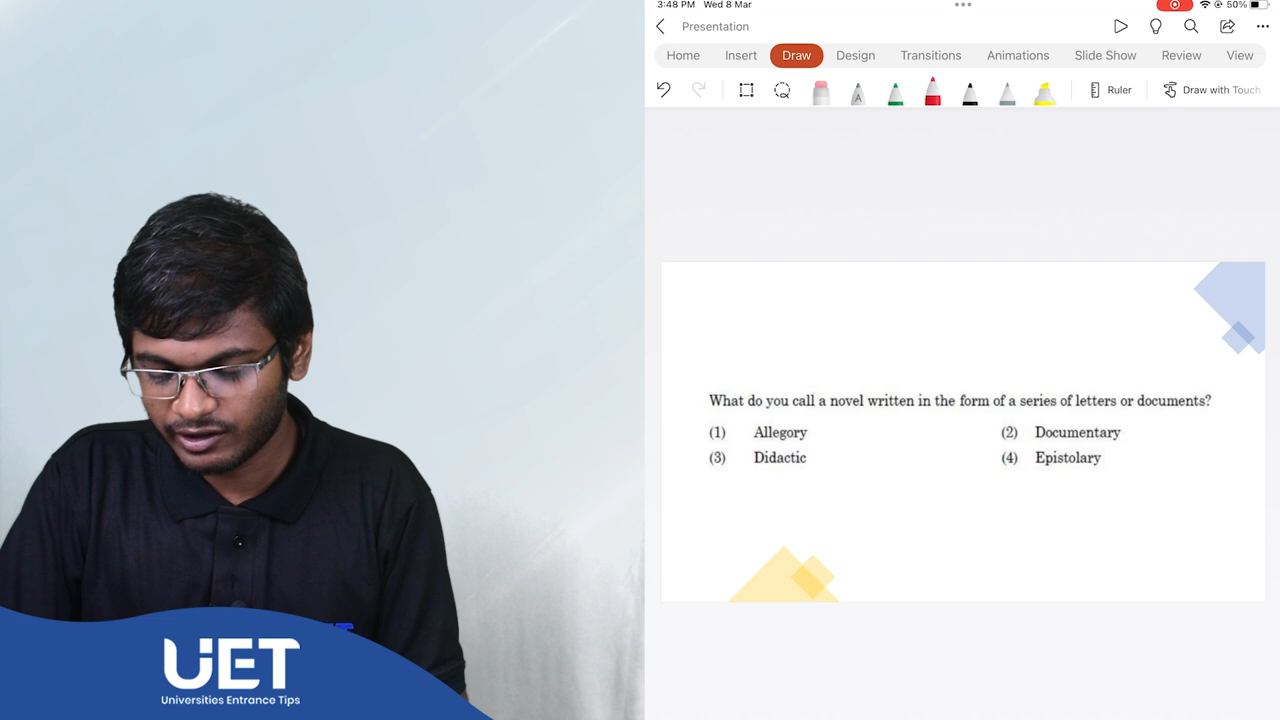 3:48 PM Wed 8 Mar
50%
Presentation
Home Insert Draw Design Transitions Animations Slide Show Review View
A
Ruler Draw with Touch
What do you call a novel written in the form of a series of letters or documents?
(1) Allegory (2) Documentary
(3) Didactic (4) Epistolary
UET
Universities Entrance Tips